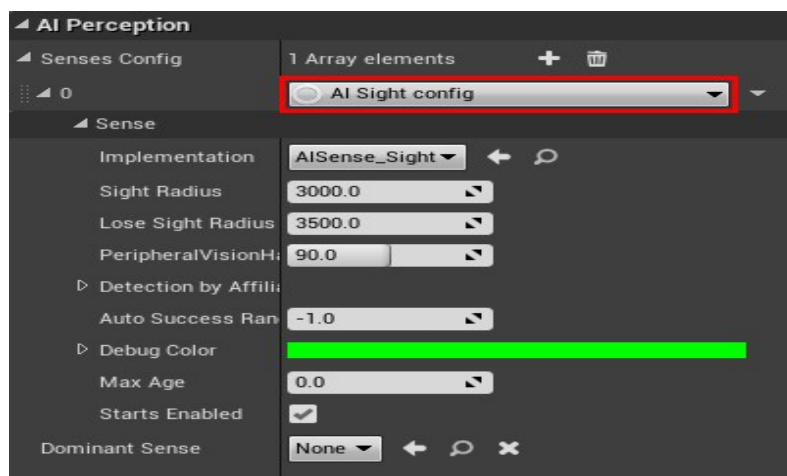 AI Perception
Senses Config 1 Array elements
0 AI Sight config
Sense
Implementation AISense_Sight
Sight Radius 3000.0
Lose Sight Radius 3500.0
PeripheralVisionHa 90.0
Detection by Affilia
Auto Success Ran -1.0
Debug Color
Max Age 0.0
Starts Enabled
Dominant Sense None